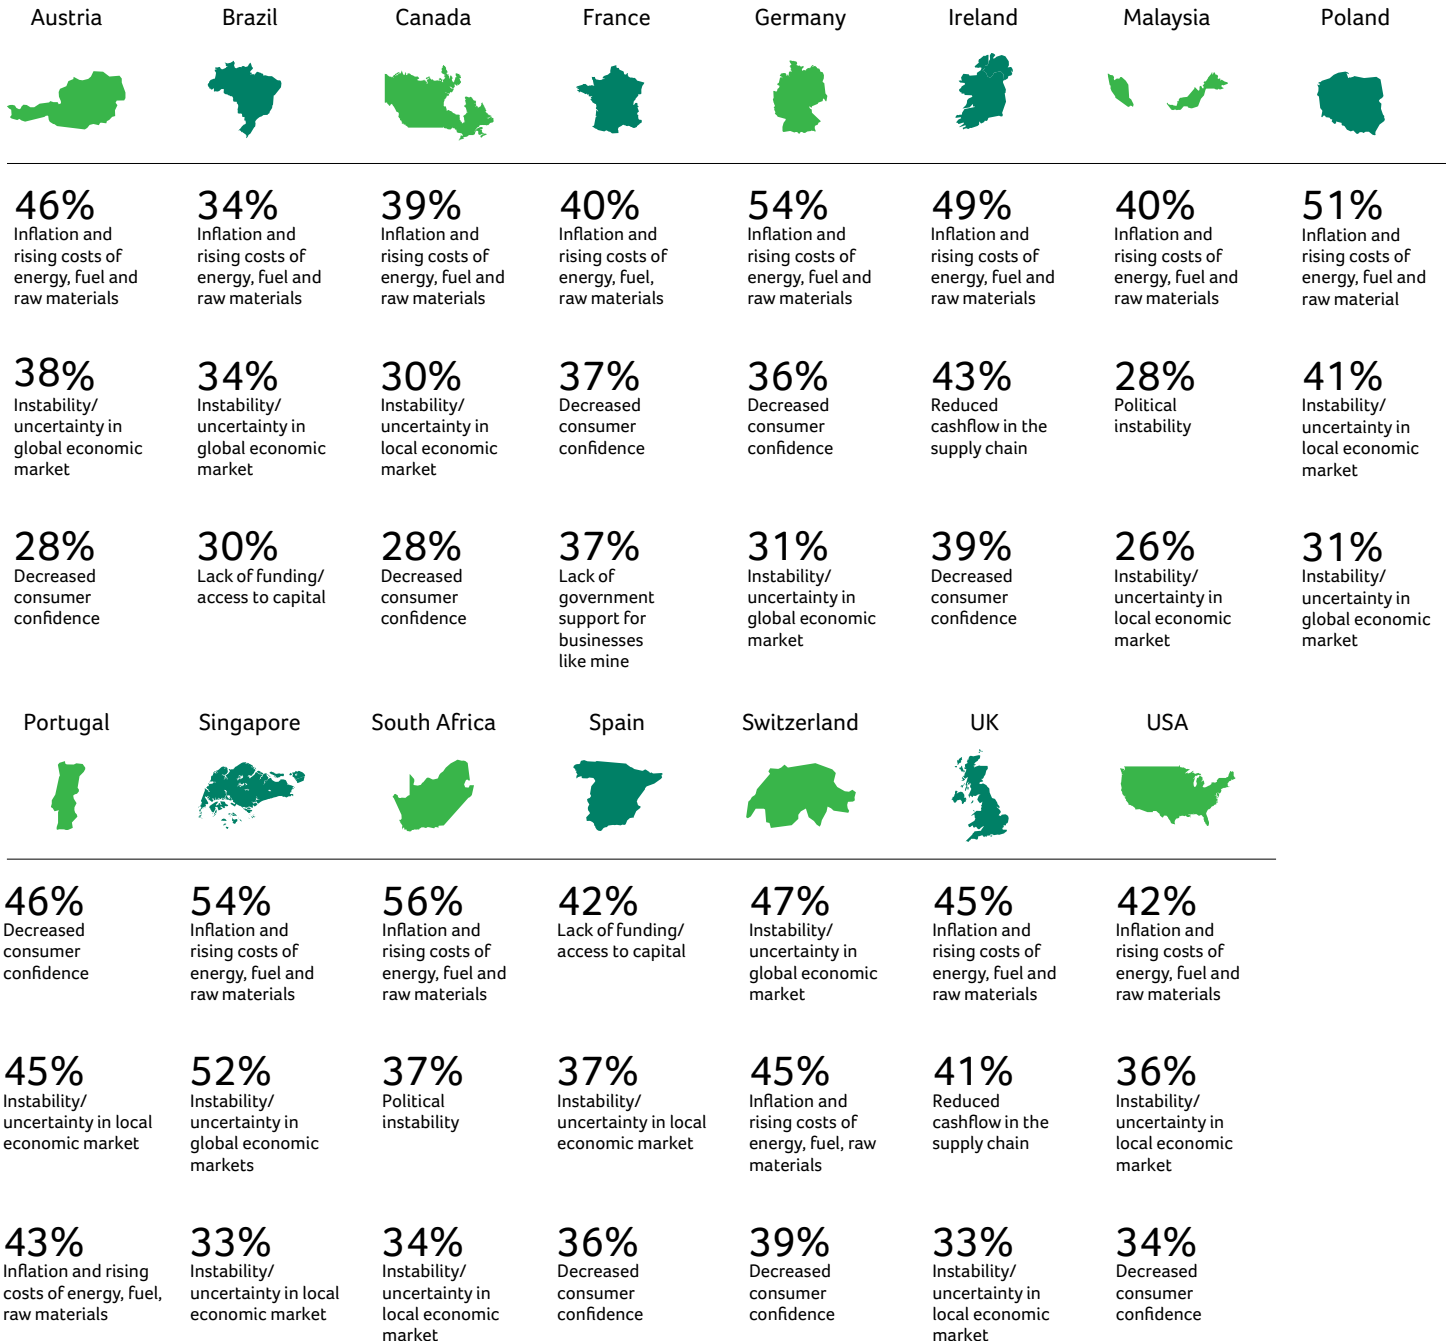 Austria
Brazil
Canada
France
Germany
Ireland
Malaysia
Poland
46%
Inflation and
rising costs of
energy, fuel and
raw materials
34%
Inflation and
rising costs of
energy, fuel and
raw materials
39%
Inflation and
rising costs of
energy, fuel and
raw materials
40%
Inflation and
rising costs of
energy, fuel,
raw materials
54%
Inflation and
rising costs of
energy, fuel and
raw materials
49%
Inflation and
rising costs of
energy, fuel and
raw materials
40%
Inflation and
rising costs of
energy, fuel and
raw materials
51%
Inflation and
rising costs of
energy, fuel and
raw material
38%
Instability/
uncertainty in
global economic
market
34%
Instability/
uncertainty in
global economic
market
30%
Instability/
uncertainty in
local economic
market
37%
Decreased
consumer
confidence
36%
Decreased
consumer
confidence
43%
Reduced
cashflow in the
supply chain
28%
Political
instability
41%
Instability/
uncertainty in
local economic
market
28%
Decreased
consumer
confidence
30%
Lack of funding/
access to capital
28%
Decreased
consumer
confidence
37%
Lack of
government
support for
businesses
like mine
31%
Instability/
uncertainty in
global economic
market
39%
Decreased
consumer
confidence
26%
Instability/
uncertainty in
local economic
market
31%
Instability/
uncertainty in
global economic
market
Portugal
Singapore
South Africa
Spain
Switzerland
UK
USA
46%
Decreased
consumer
confidence
54%
Inflation and
rising costs of
energy, fuel and
raw materials
56%
Inflation and
rising costs of
energy, fuel and
raw materials
42%
Lack of funding/
access to capital
47%
Instability/
uncertainty in
global economic
market
45%
Inflation and
rising costs of
energy, fuel and
raw materials
42%
Inflation and
rising costs of
energy, fuel and
raw materials
45%
Instability/
uncertainty in local
economic market
52%
Instability/
uncertainty in
global economic
markets
37%
Political
instability
37%
Instability/
uncertainty in local
economic market
45%
Inflation and
rising costs of
energy, fuel, raw
materials
41%
Reduced
cashflow in the
supply chain
36%
Instability/
uncertainty in
local economic
market
43%
Inflation and rising
costs of energy, fuel,
raw materials
33%
Instability/
uncertainty in local
economic market
34%
Instability/
uncertainty in
local economic
market
36%
Decreased
consumer
confidence
39%
Decreased
consumer
confidence
33%
Instability/
uncertainty in
local economic
market
34%
Decreased
consumer
confidence